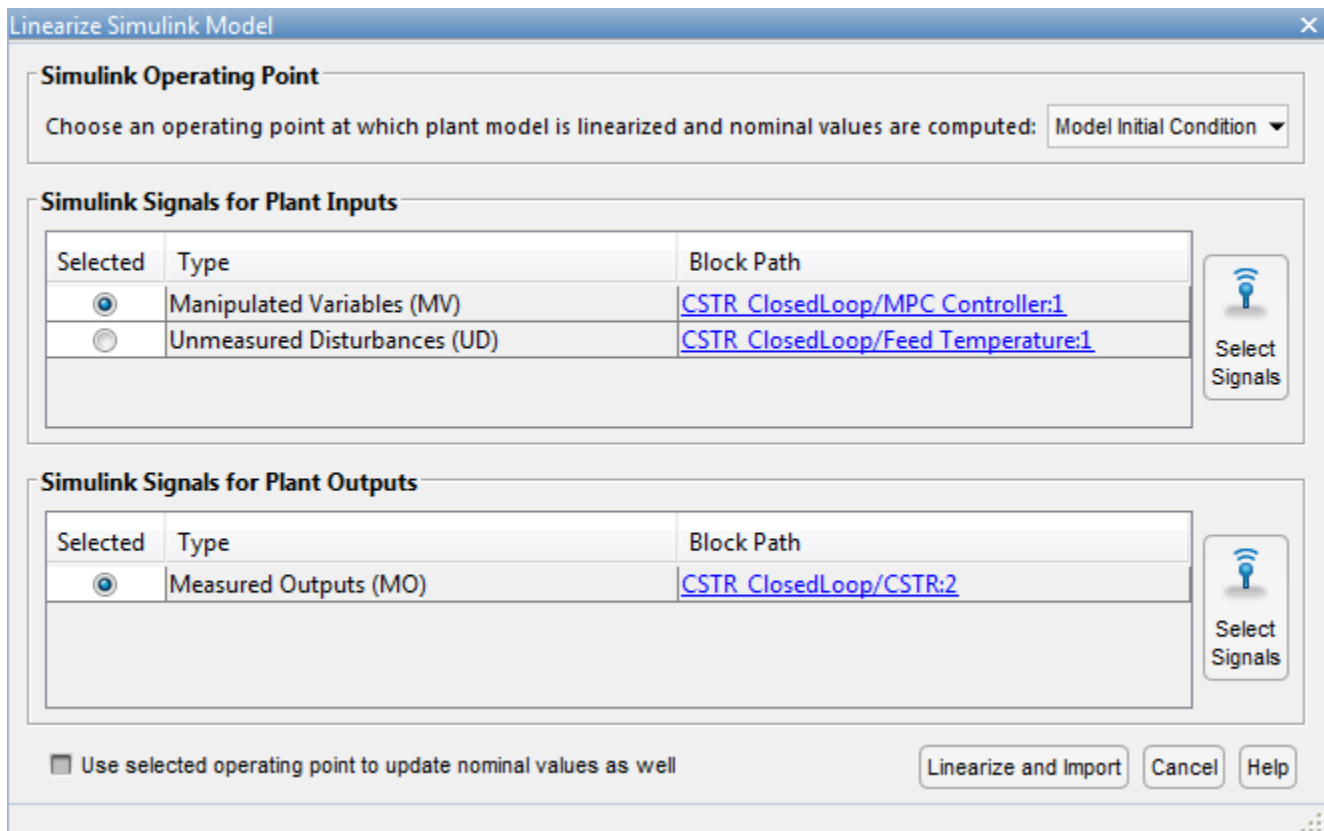 Linearize Simulink Model
Simulink Operating Point
Choose an operating point at which plant model is linearized and nominal values are computed: Model Initial Condition
Simulink Signals for Plant Inputs
Selected Type Block Path
Manipulated Variables (MV) CSTR_ClosedLoop/MPC Controller:1
Unmeasured Disturbances (UD) CSTR_ClosedLoop/Feed Temperature:1
Select
Signals
Simulink Signals for Plant Outputs
Selected Type Block Path
Measured Outputs (MO) CSTR_ClosedLoop/CSTR:2
Select
Signals
Use selected operating point to update nominal values as well Linearize and Import Cancel Help